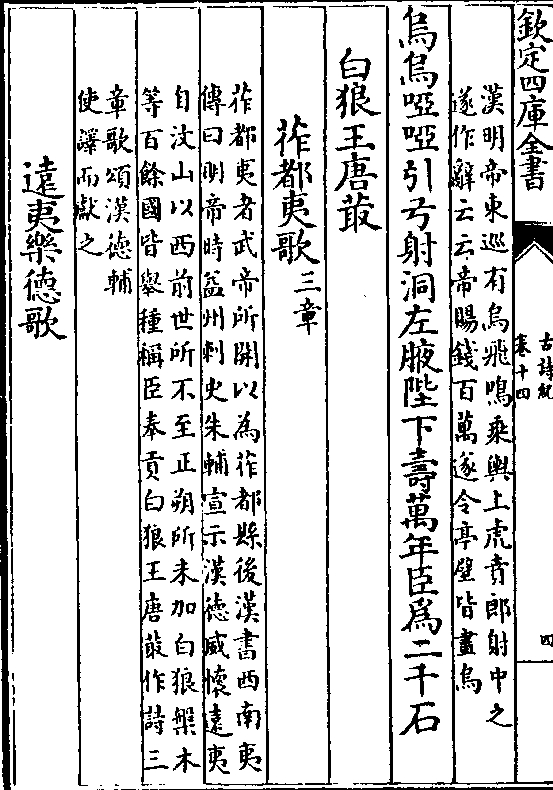 欽定四庫全書
古詩紀
卷十四
四
漢明帝東巡有烏飛鳴乘輿上虎賁郎射中之
遂作辭云云帝賜錢百萬遂令亭壁皆畫烏
烏烏啞啞引弓射洞左腋陛下壽萬年臣為二千石
白狼王唐菆
莋都夷歌三章
莋都夷者武帝所開以為莋都縣後漢書西南夷
傳曰明帝時益州刺史朱輔宣示漢德威懷遠夷
自汶山以西前世所不至正朔所未加白狼槃木
等百餘國皆舉種稱臣奉貢白狼王唐菆作詩三
章歌頌漢德輔
使譯而獻之
遠夷樂德歌